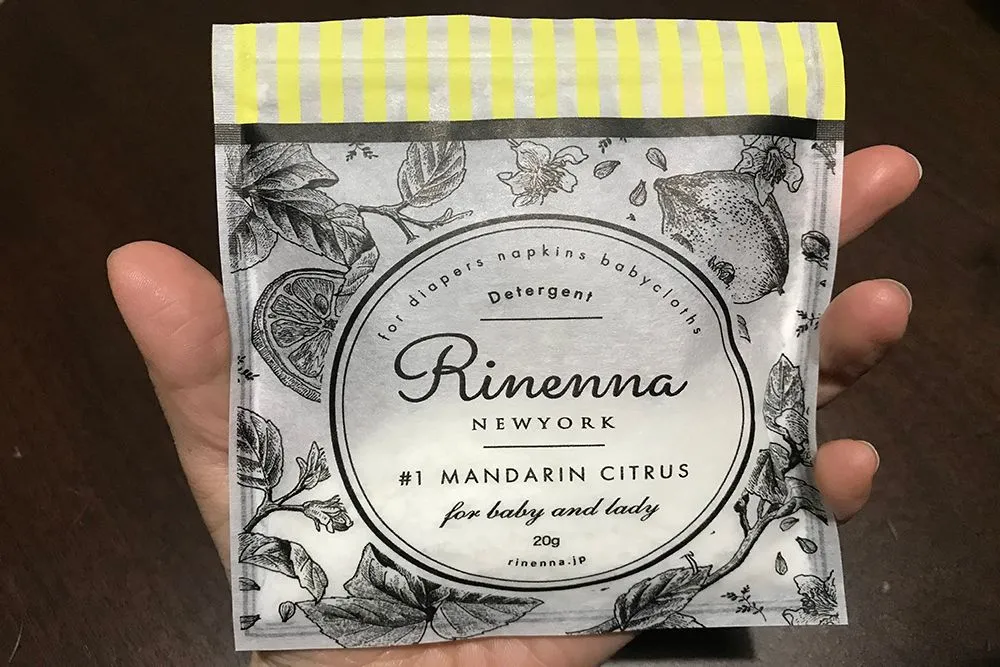 for diapers napkins babycloths
Detergent
Rinenna
NEWYORK
#1 MANDARIN CITRUS
for baby and lady
20g
rinenna.jp